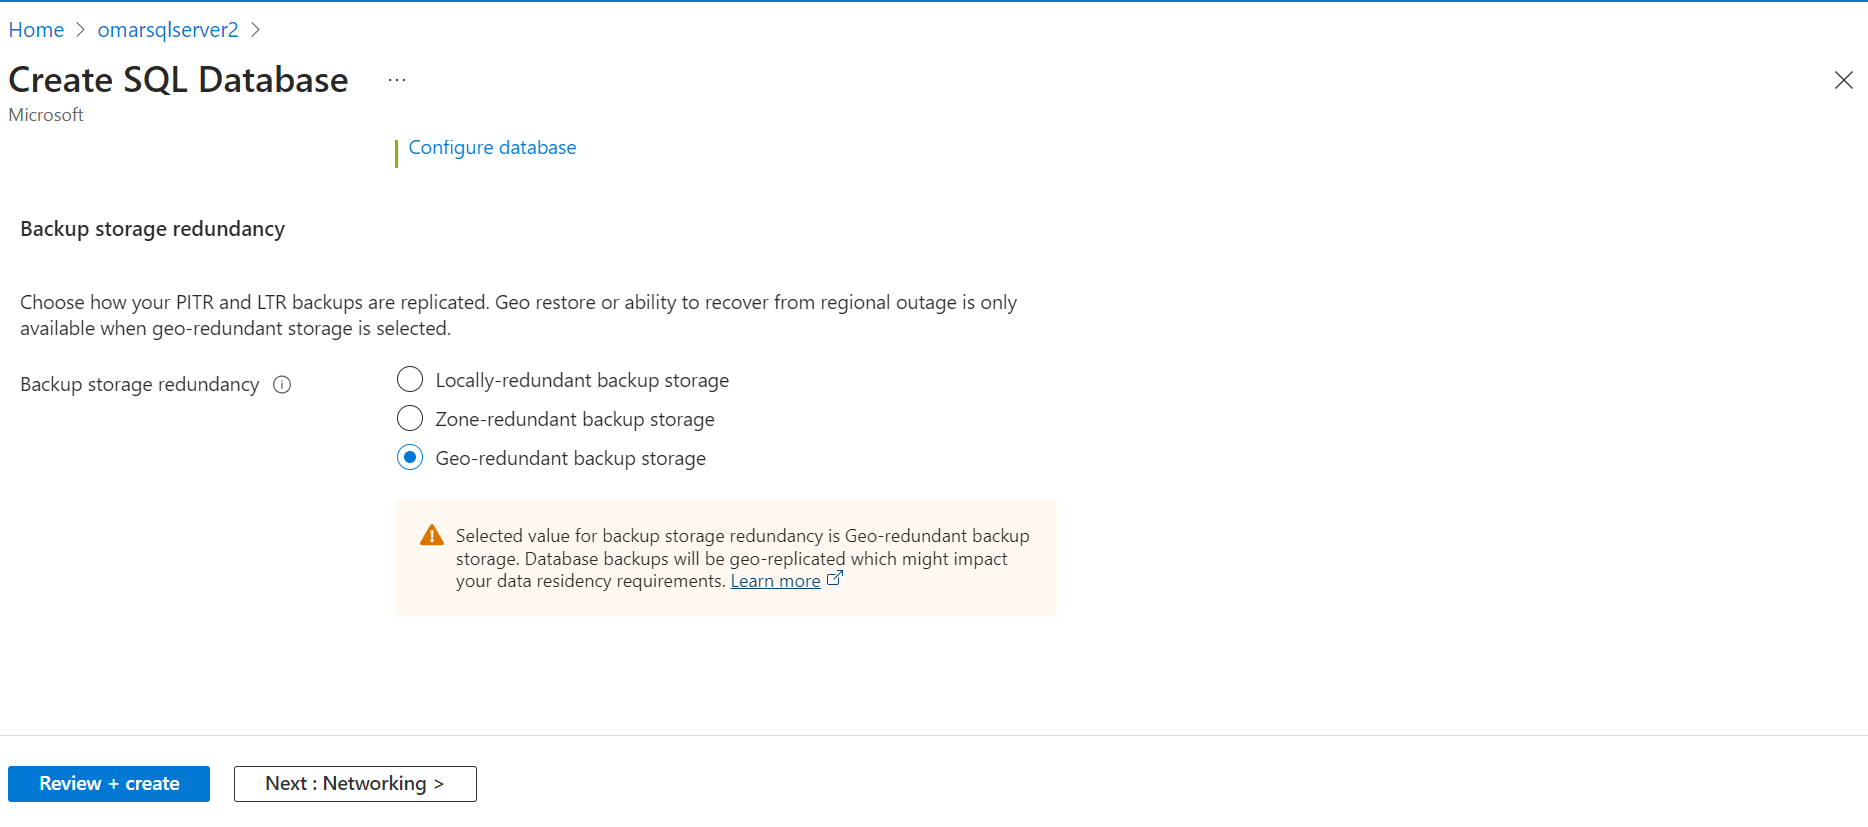 Home > omarsqlserver2 >
Create SQL Database ...
Microsoft
Configure database
Backup storage redundancy
Choose how your PITR and LTR backups are replicated. Geo restore or ability to recover from regional outage is only
available when geo-redundant storage is selected.
Backup storage redundancy
Locally-redundant backup storage
Zone-redundant backup storage
Geo-redundant backup storage
Selected value for backup storage redundancy is Geo-redundant backup
storage. Database backups will be geo-replicated which might impact
your data residency requirements. Learn more
Review + create
Next : Networking >